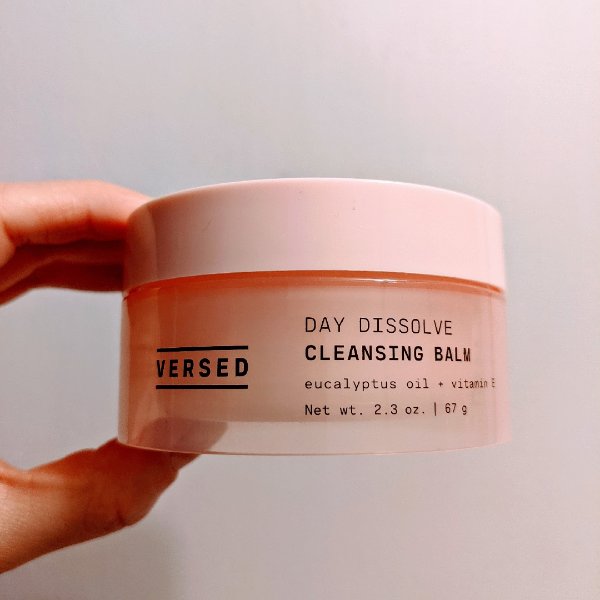 VERSED
DAY DISSOLVE
CLEANSING BALM
eucalyptus oil + vitamin E
Net wt. 2.3 oz. | 67 g